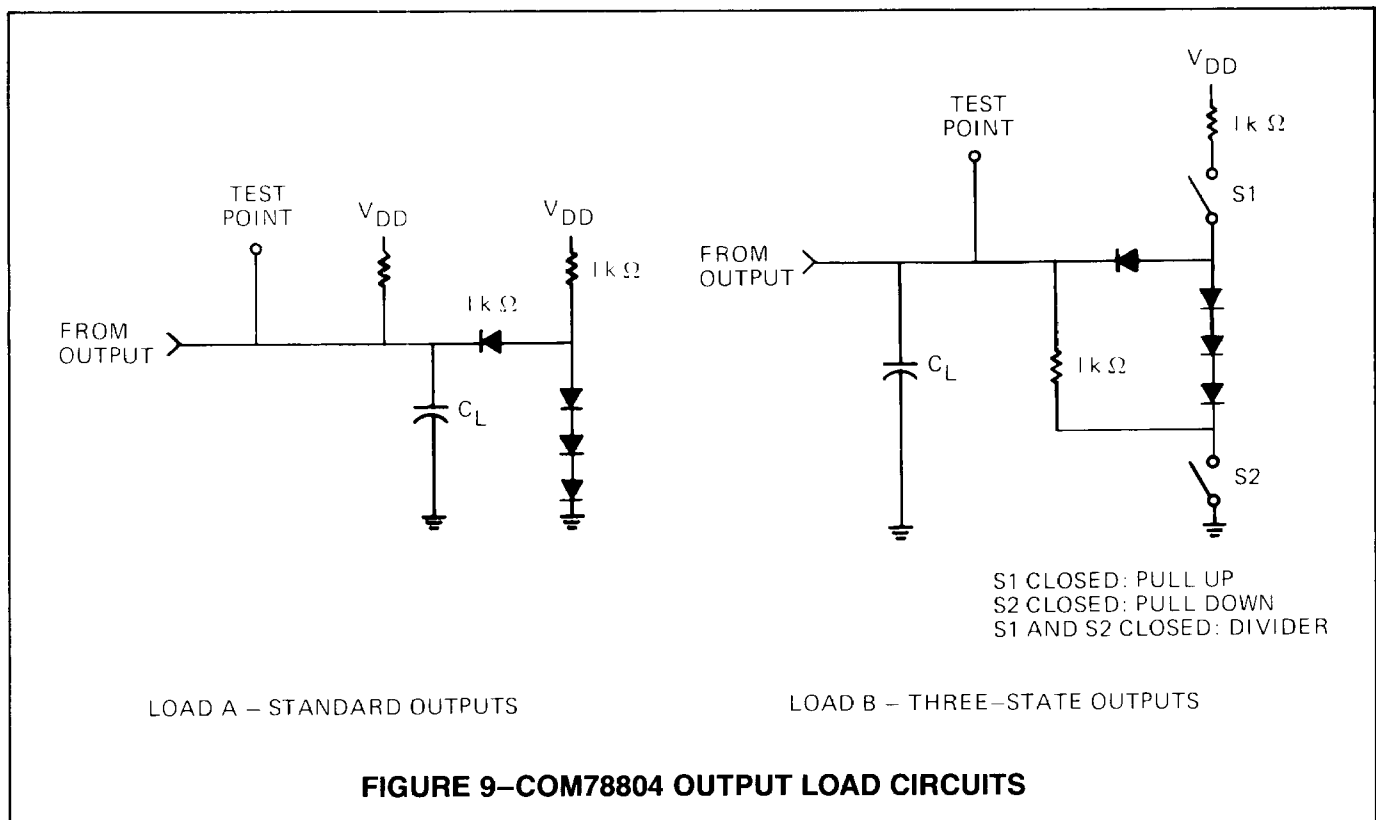 TEST
POINT
V_DD
V_DD
1kΩ
1kΩ
FROM
OUTPUT
C_L
LOAD A – STANDARD OUTPUTS
V_DD
1kΩ
TEST
POINT
S1
FROM
OUTPUT
C_L
1kΩ
S2
S1 CLOSED: PULL UP
S2 CLOSED: PULL DOWN
S1 AND S2 CLOSED: DIVIDER
LOAD B – THREE–STATE OUTPUTS
FIGURE 9–COM78804 OUTPUT LOAD CIRCUITS